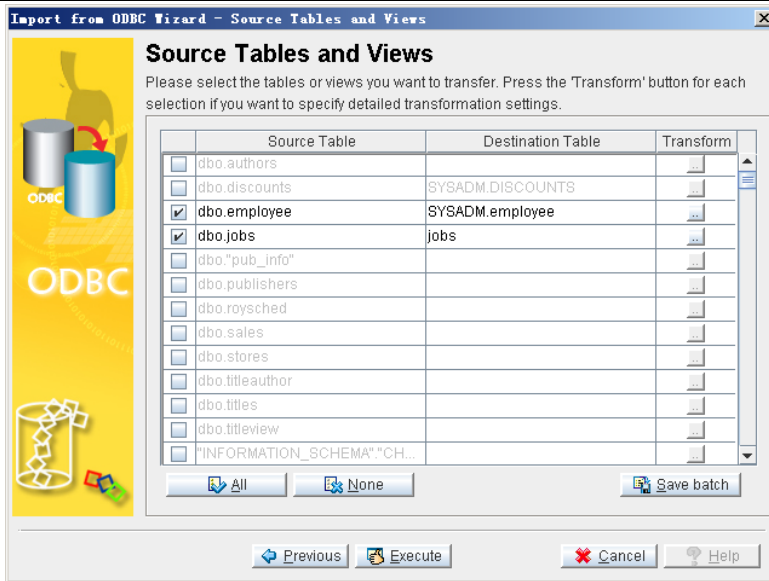 Import from ODBC Wizard - Source Tables and Views
Source Tables and Views
Please select the tables or views you want to transfer. Press the 'Transform' button for each
selection if you want to specify detailed transformation settings.
Source Table Destination Table Transform
dbo.authors ..
dbo.discounts SYSADM.DISCOUNTS ..
dbo.employee SYSADM.employee ..
dbo.jobs jobs ..
dbo."pub_info" ..
dbo.publishers ..
dbo.roysched ..
dbo.sales ..
dbo.stores ..
dbo.titleauthor ..
dbo.titles ..
dbo.titleview ..
"INFORMATION_SCHEMA"."CH... ..
ODBC
ODBC
All None Save batch
Previous Execute Cancel Help